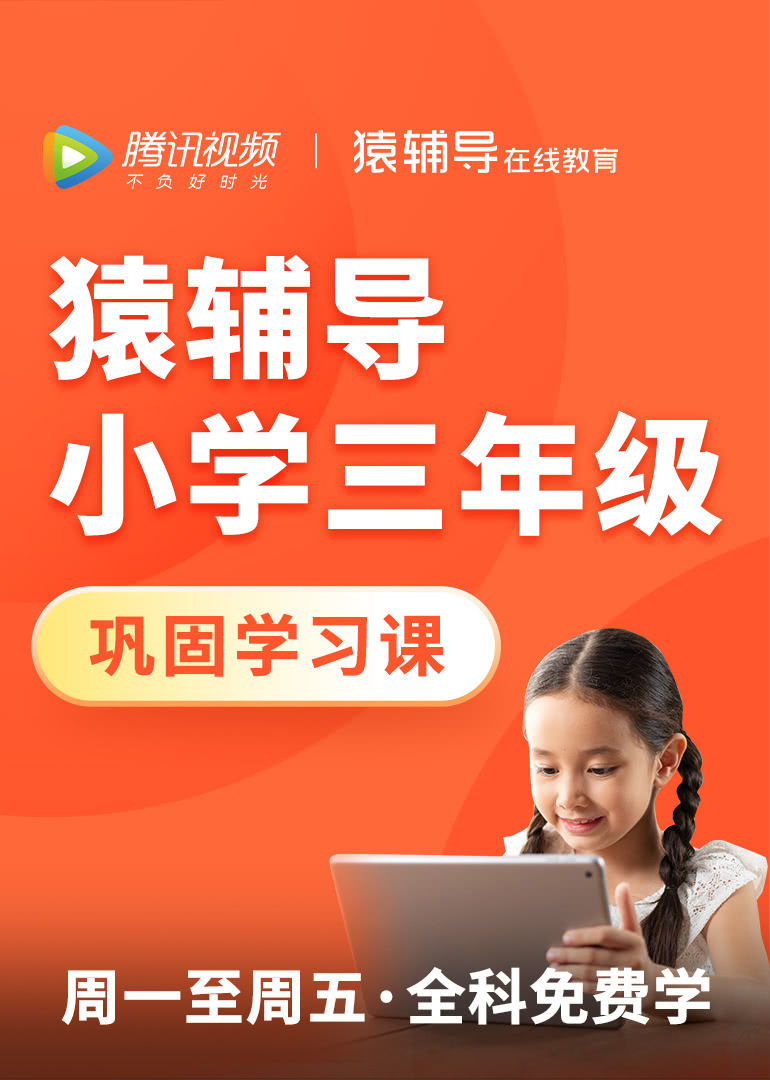 腾讯视频
不负好时光
猿辅导在线教育
猿辅导
小学三年级
巩固学习课
周一至周五·全科免费学